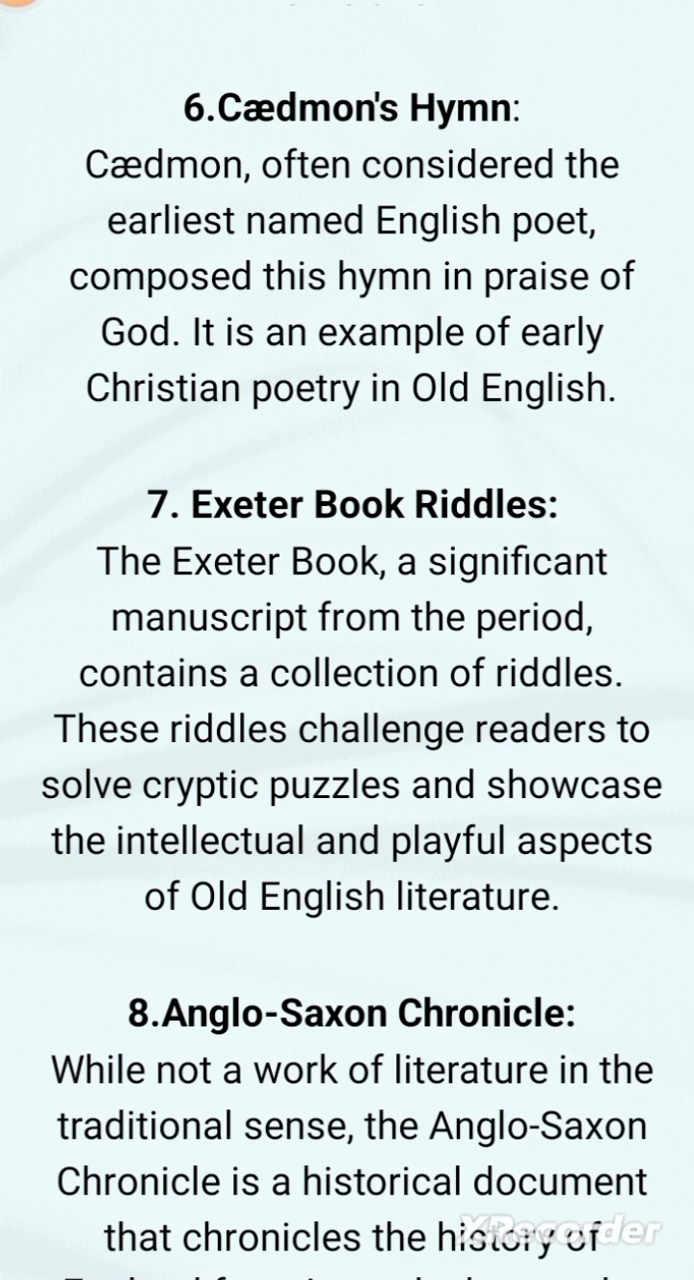 6.Cædmon's Hymn:
Cædmon, often considered the
earliest named English poet,
composed this hymn in praise of
God. It is an example of early
Christian poetry in Old English.
7. Exeter Book Riddles:
The Exeter Book, a significant
manuscript from the period,
contains a collection of riddles.
These riddles challenge readers to
solve cryptic puzzles and showcase
the intellectual and playful aspects
of Old English literature.
8.Anglo-Saxon Chronicle:
While not a work of literature in the
traditional sense, the Anglo-Saxon
Chronicle is a historical document
that chronicles the history of
XRecorder